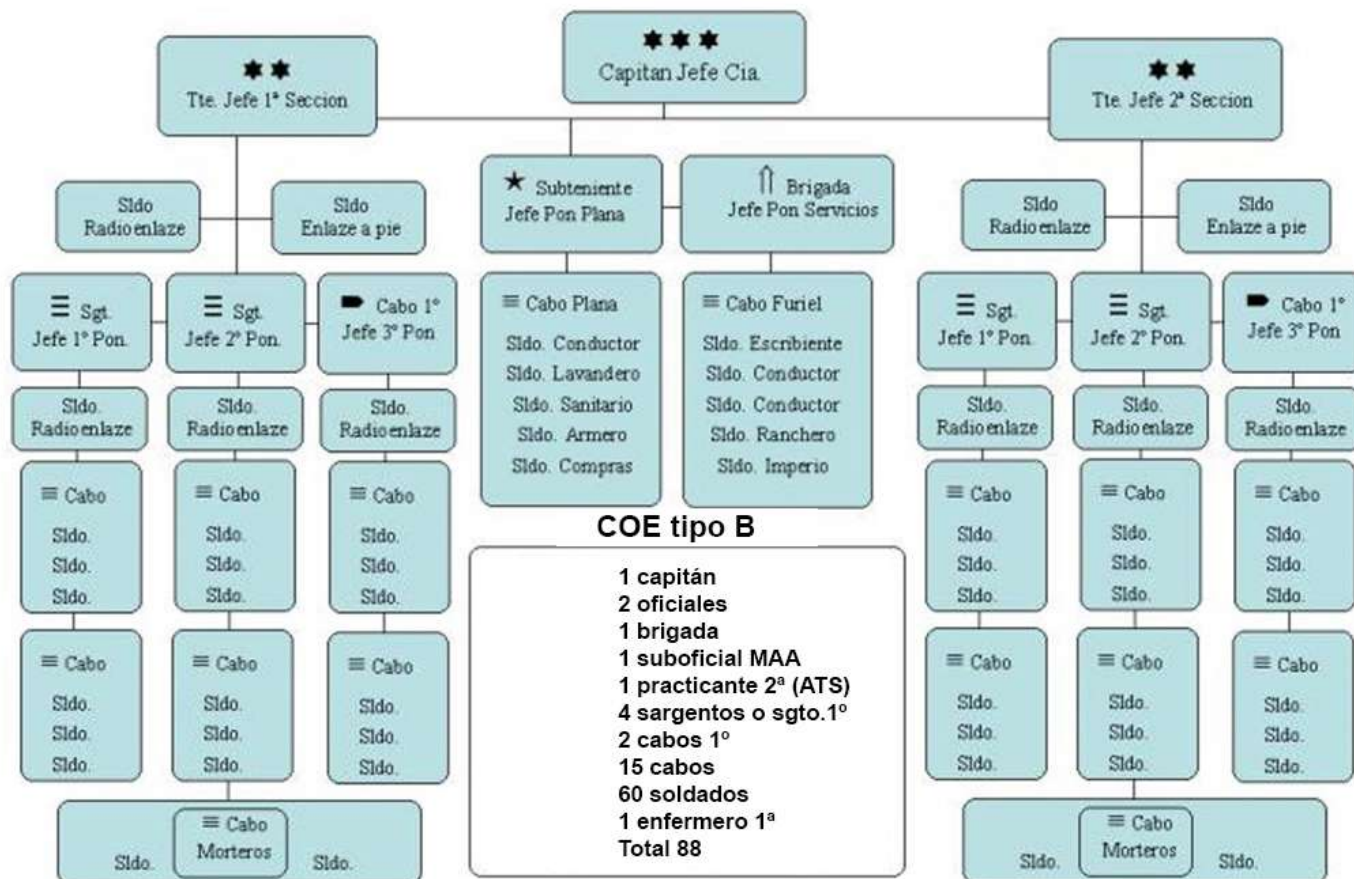 Capitan Jefe Cia.
Tte. Jefe 1ª Seccion
Tte. Jefe 2ª Seccion
Subteniente
Jefe Pon Plana
Brigada
Jefe Pon Servicios
Sldo
Radioenlaze
Sldo
Enlaze a pie
Sldo
Radioenlaze
Sldo
Enlaze a pie
Sgt.
Jefe 1º Pon.
Sgt.
Jefe 2º Pon.
Cabo 1º
Jefe 3º Pon
Cabo Plana
Sldo. Conductor
Sldo. Lavandero
Sldo. Sanitario
Sldo. Armero
Sldo. Compras
Cabo Furiel
Sldo. Escribiente
Sldo. Conductor
Sldo. Conductor
Sldo. Ranchero
Sldo. Imperio
Sgt.
Jefe 1º Pon.
Sgt.
Jefe 2º Pon.
Cabo 1º
Jefe 3º Pon
Sldo.
Radioenlaze
Sldo.
Radioenlaze
Sldo.
Radioenlaze
Sldo.
Radioenlaze
Sldo.
Radioenlaze
Sldo.
Radioenlaze
Cabo
Sldo.
Sldo.
Sldo.
Cabo
Sldo.
Sldo.
Sldo.
Cabo
Sldo.
Sldo.
Sldo.
Cabo
Sldo.
Sldo.
Sldo.
Cabo
Sldo.
Sldo.
Sldo.
Cabo
Sldo.
Sldo.
Sldo.
COE tipo B
1 capitán
2 oficiales
1 brigada
1 suboficial MAA
1 practicante 2ª (ATS)
4 sargentos o sgto.1º
2 cabos 1º
15 cabos
60 soldados
1 enfermero 1ª
Total 88
Cabo
Sldo.
Sldo.
Sldo.
Cabo
Sldo.
Sldo.
Sldo.
Cabo
Sldo.
Sldo.
Sldo.
Cabo
Sldo.
Sldo.
Sldo.
Cabo
Sldo.
Sldo.
Sldo.
Cabo
Sldo.
Sldo.
Sldo.
Sldo.
Cabo
Morteros
Sldo.
Sldo.
Cabo
Morteros
Sldo.